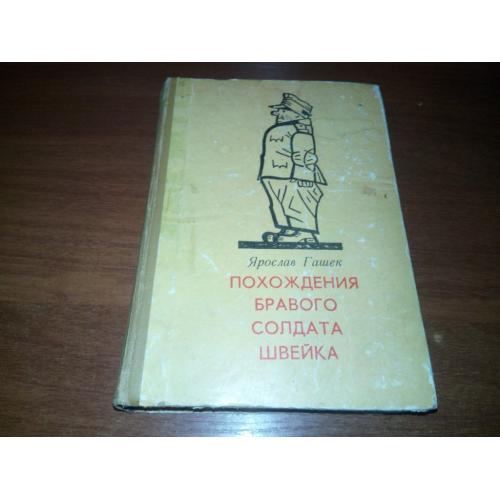 Ярослав Гашек
ПОХОЖДЕНИЯ
БРАВОГО
СОЛДАТА
ШВЕЙКА